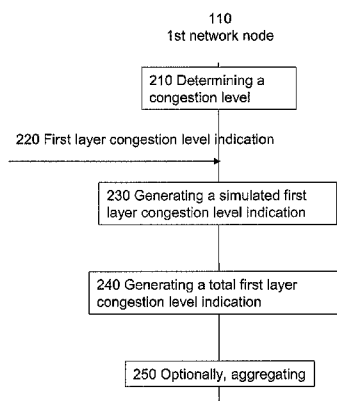 110
1st network node
210 Determining a
congestion level
220 First layer congestion level indication
230 Generating a simulated first
layer congestion level indication
240 Generating a total first layer
congestion level indication
250 Optionally, aggregating